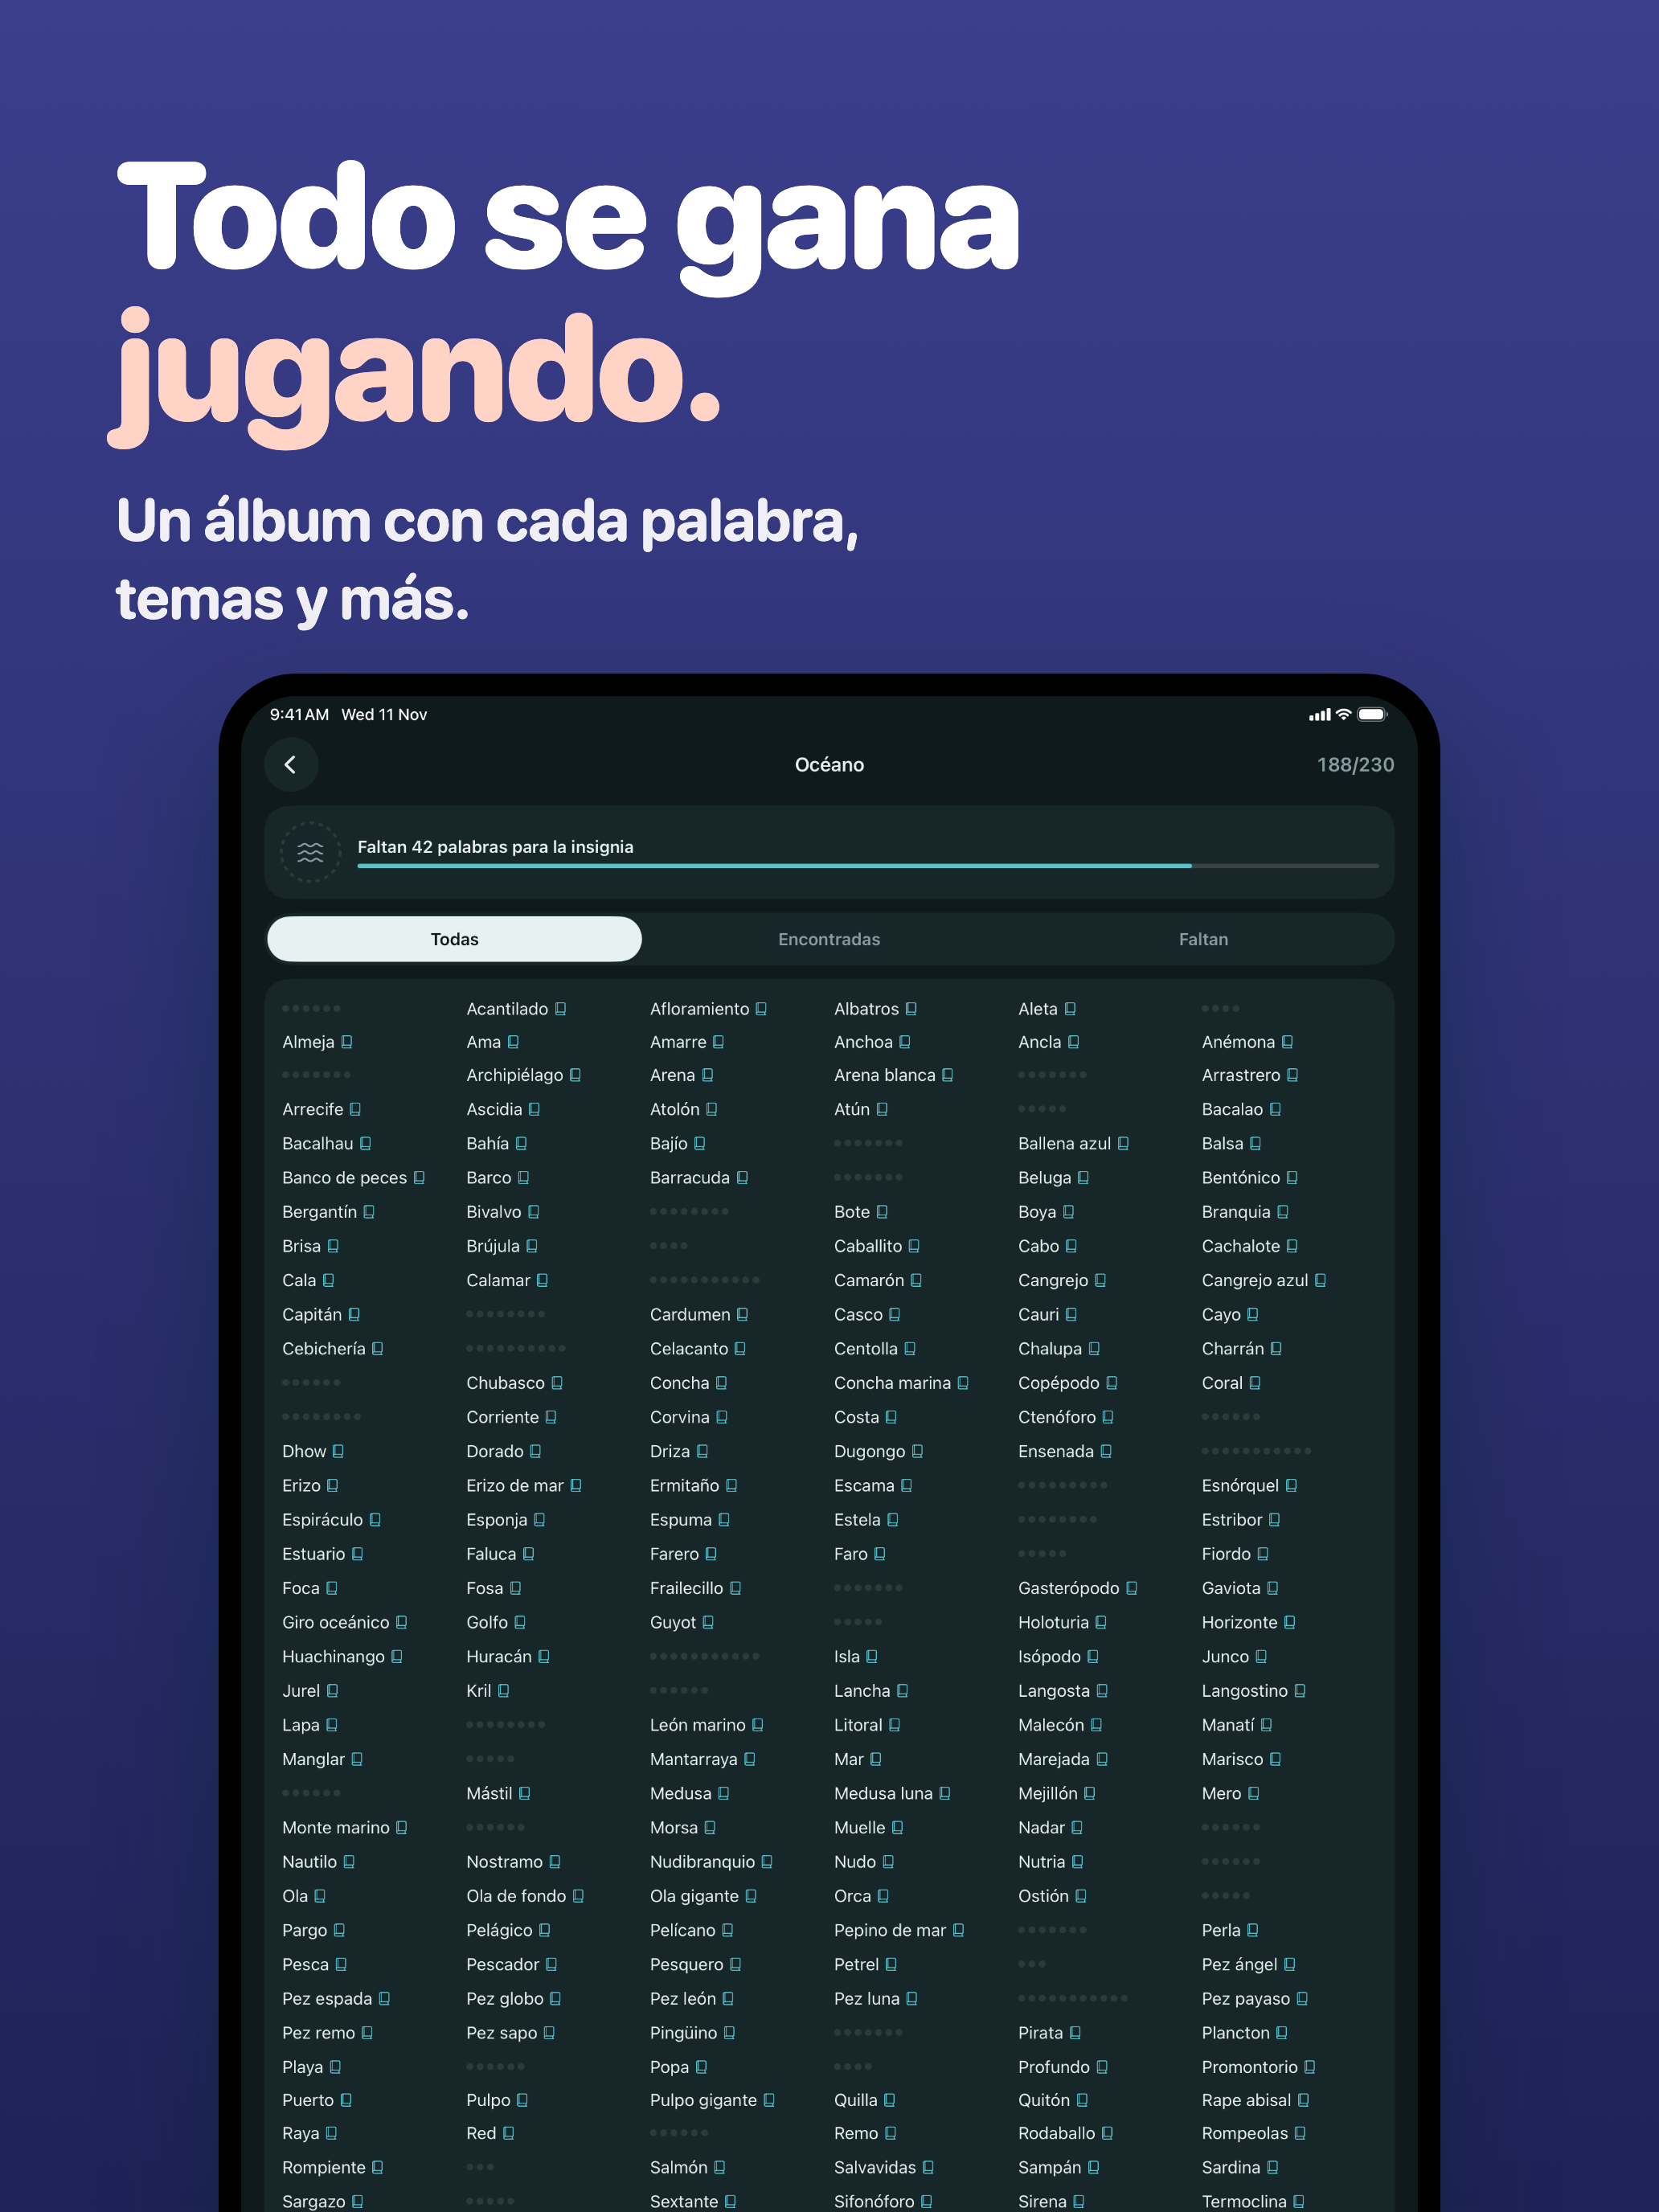 Todo se gana
jugando.
Un álbum con cada palabra,
temas y más.
9:41 AM Wed 11 Nov
Océano 188/230
Faltan 42 palabras para la insignia
Todas Encontradas Faltan
Acantilado Afloramiento Albatros Aleta
Almeja Ama Amarre Anchoa Ancla Anémona
Archipiélago Arena Arena blanca Arrastrero
Arrecife Ascidia Atolón Atún Bacalao
Bacalhau Bahía Bajío Ballena azul Balsa
Banco de peces Barco Barracuda Beluga Bentónico
Bergantín Bivalvo Bote Boya Branquia
Brisa Brújula Caballito Cabo Cachalote
Cala Calamar Camarón Cangrejo Cangrejo azul
Capitán Cardumen Casco Cauri Cayo
Cebichería Celacanto Centolla Chalupa Charrán
Chubasco Concha Concha marina Copépodo Coral
Corriente Corvina Costa Ctenóforo
Dhow Dorado Driza Dugongo Ensenada
Erizo Erizo de mar Ermitaño Escama Esnórquel
Espiráculo Esponja Espuma Estela Estribor
Estuario Faluca Farero Faro Fiordo
Foca Fosa Frailecillo Gasterópodo Gaviota
Giro oceánico Golfo Guyot Holoturia Horizonte
Huachinango Huracán Isla Isópodo Junco
Jurel Kril Lancha Langosta Langostino
Lapa León marino Litoral Malecón Manatí
Manglar Mantarraya Mar Marejada Marisco
Mástil Medusa Medusa luna Mejillón Mero
Monte marino Morsa Muelle Nadar
Nautilo Nostramo Nudibranquio Nudo Nutria
Ola Ola de fondo Ola gigante Orca Ostión
Pargo Pelágico Pelícano Pepino de mar Perla
Pesca Pescador Pesquero Petrel Pez ángel
Pez espada Pez globo Pez león Pez luna Pez payaso
Pez remo Pez sapo Pingüino Pirata Plancton
Playa Popa Profundo Promontorio
Puerto Pulpo Pulpo gigante Quilla Quitón Rape abisal
Raya Red Remo Rodaballo Rompeolas
Rompiente Salmón Salvavidas Sampán Sardina
Sargazo Sextante Sifonóforo Sirena Termoclina